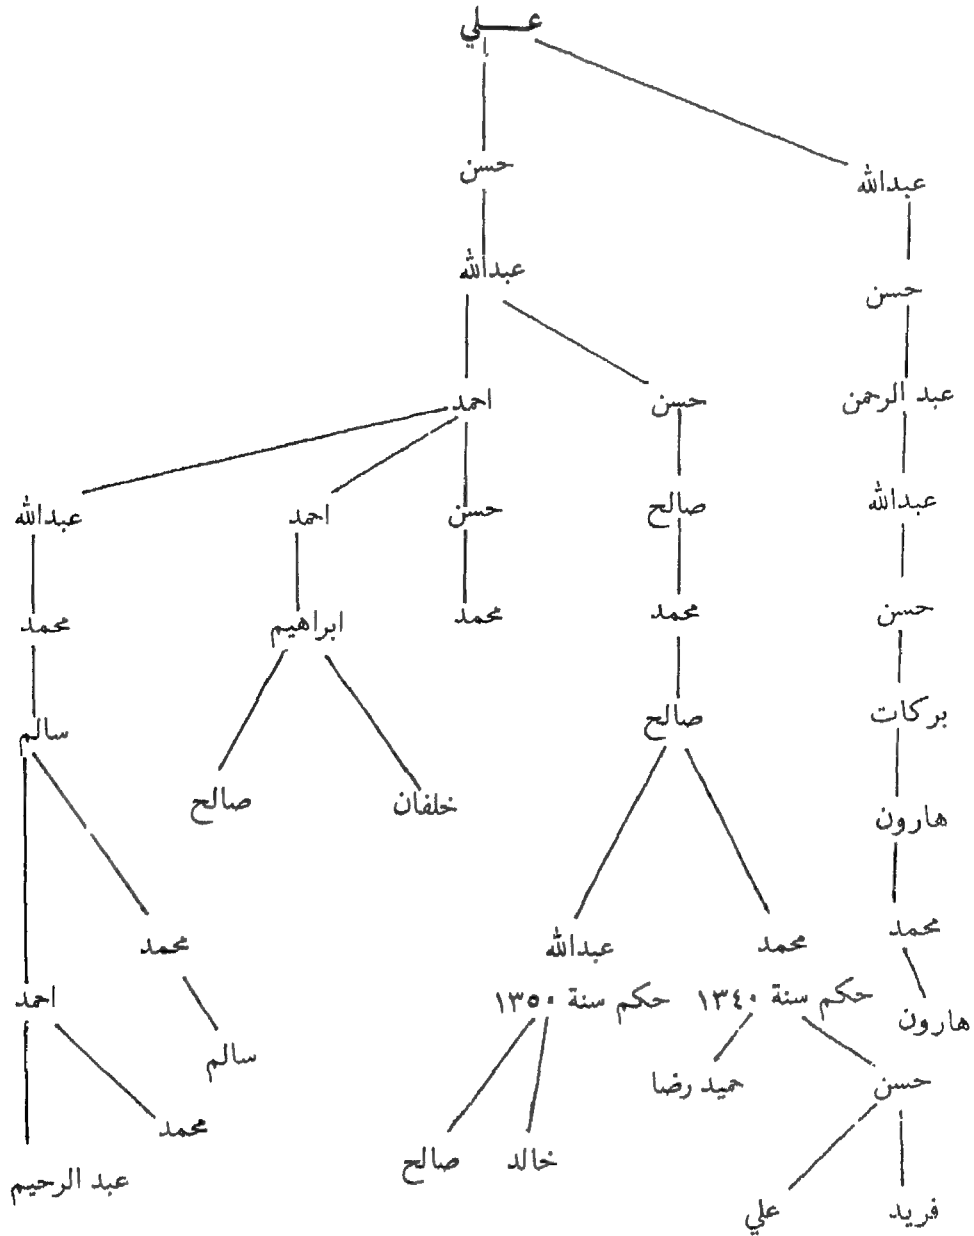 علي
حسن
عبدالله
عبدالله
حسن
احمد
حسن
عبد الرحمن
عبدالله
احمد
حسن
صالح
عبدالله
محمد
ابراهيم
محمد
محمد
حسن
سالم
صالح
بركات
صالح
خلفان
هارون
محمد
عبدالله
محمد
محمد
احمد
حكم سنة ١٣٥٠
حكم سنة ١٣٤٠
هارون
سالم
حميد رضا
حسن
محمد
عبد الرحيم
صالح
خالد
علي
فريد